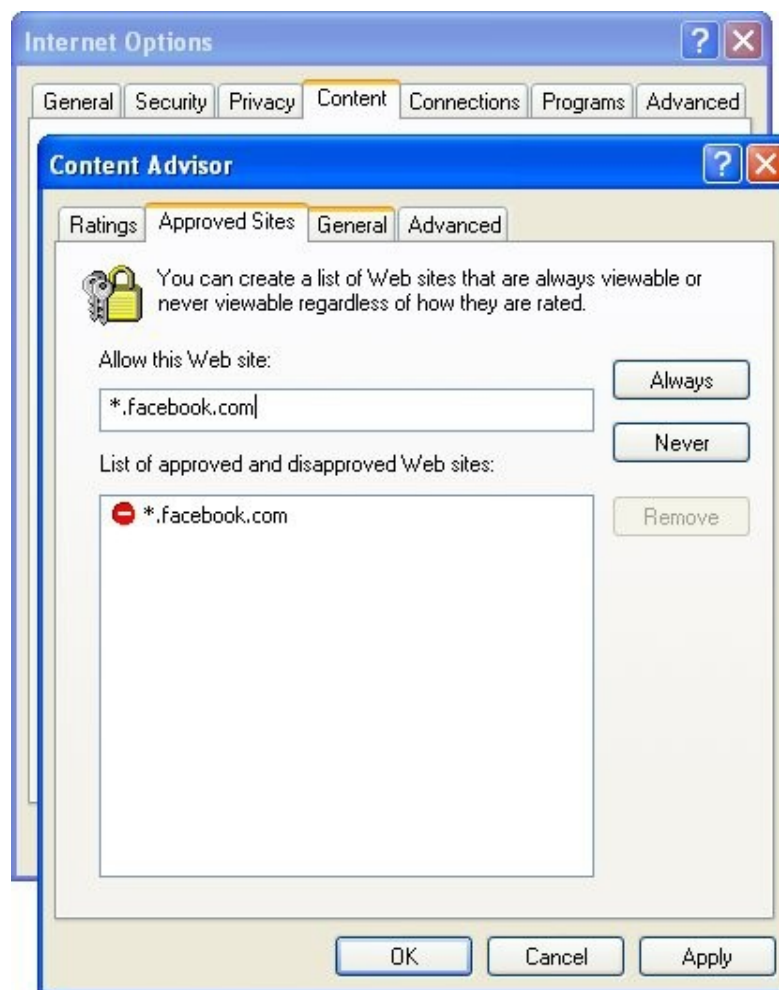 Internet Options
General Security Privacy Content Connections Programs Advanced
Content Advisor
Ratings Approved Sites General Advanced
You can create a list of Web sites that are always viewable or
never viewable regardless of how they are rated.
Allow this Web site:
Always
*.facebook.com
Never
List of approved and disapproved Web sites:
*.facebook.com
Remove
OK Cancel Apply